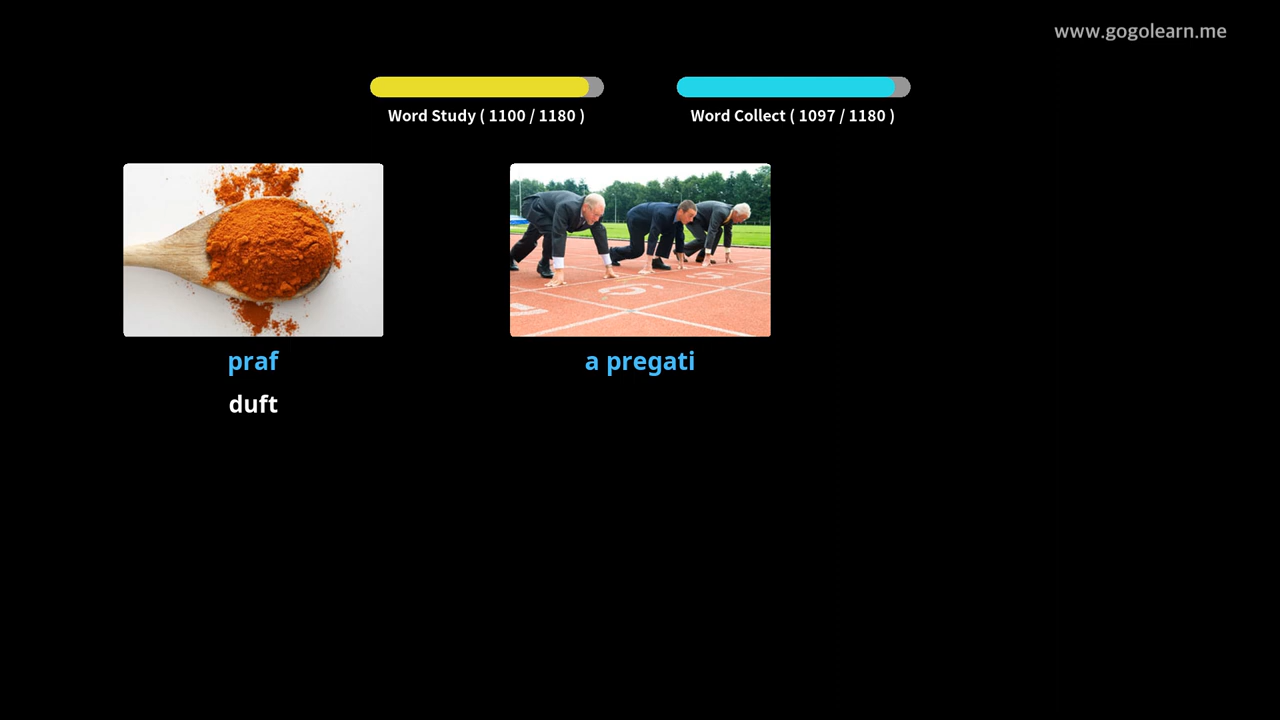 www.gogolearn.me
Word Study ( 1100 / 1180 )
Word Collect ( 1097 / 1180 )
praf
a pregati
duft